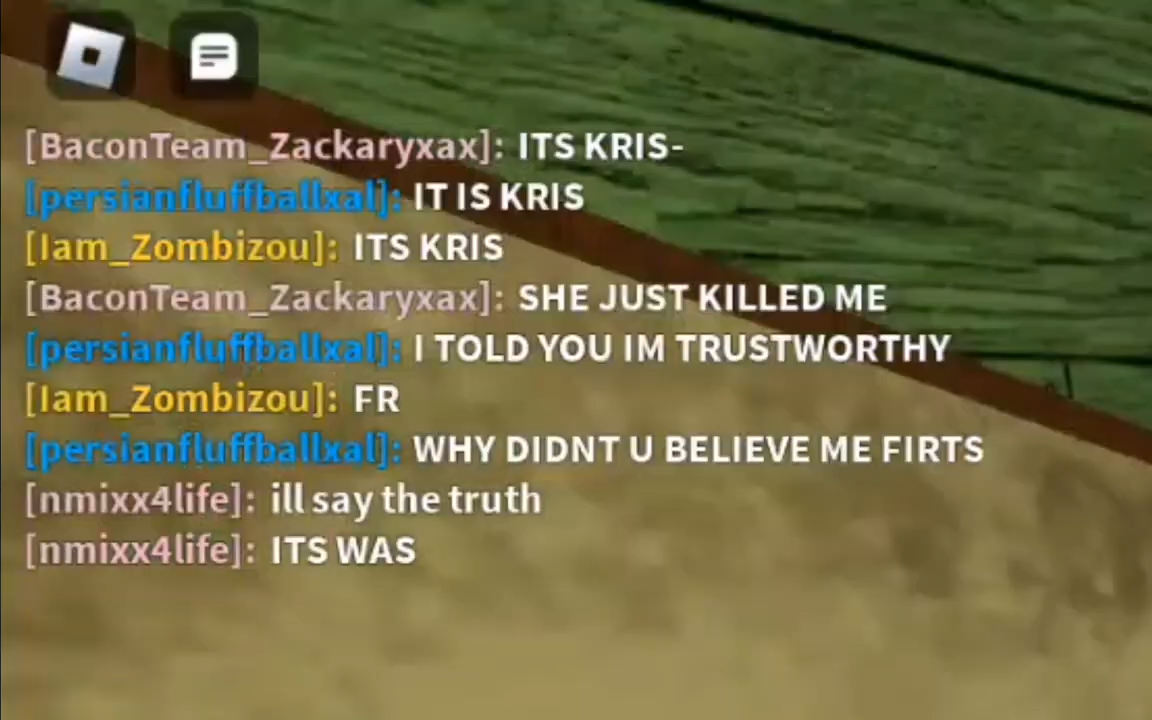 [BaconTeam_Zackaryxax]: ITS KRIS-
[persianfluffballxal]: IT IS KRIS
[Iam_Zombizou]: ITS KRIS
[BaconTeam_Zackaryxax]: SHE JUST KILLED ME
[persianfluffballxal]: I TOLD YOU IM TRUSTWORTHY
[Iam_Zombizou]: FR
[persianfluffballxal]: WHY DIDNT U BELIEVE ME FIRTS
[nmixx4life]: ill say the truth
[nmixx4life]: ITS WAS